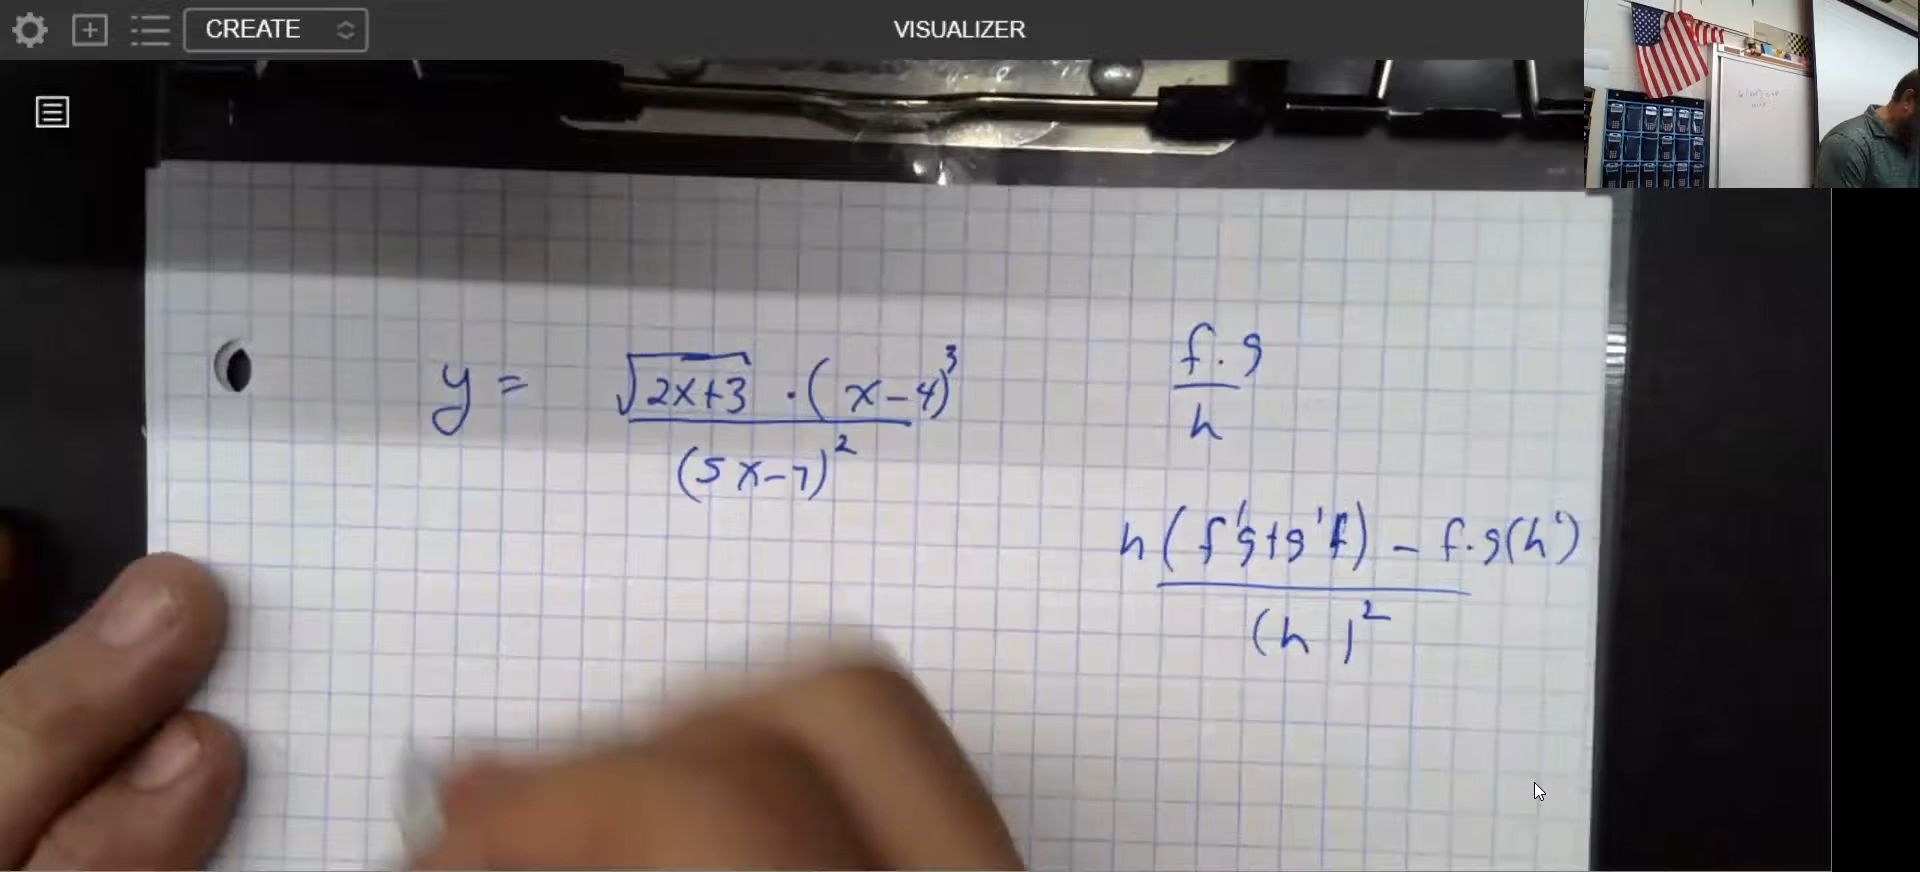 CREATE
VISUALIZER
y = √(2x+3) · (x-4)³
(5x-7)²
f·g
h
h(f'g+g'f) - f·g(h')
(h)²